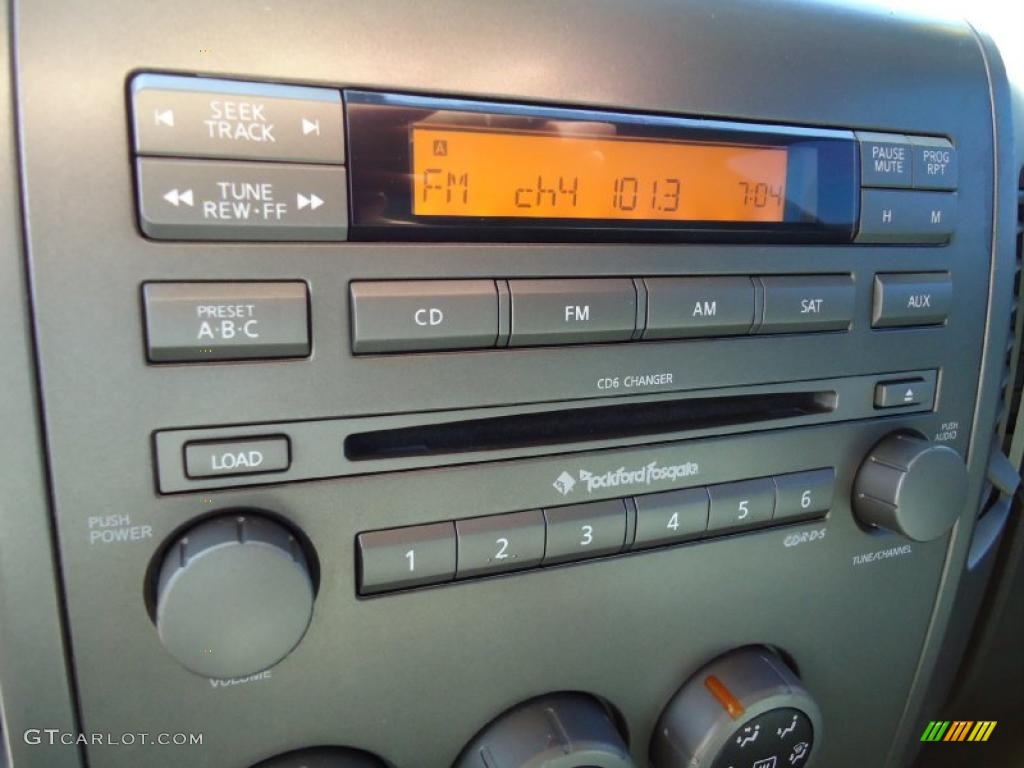 SEEK
TRACK
TUNE
REW·FF
A
FM ch4 101.3 7:04
PAUSE
MUTE
PROG
RPT
H M
PRESET
A·B·C
CD FM AM SAT AUX
CD6 CHANGER
LOAD
Rockford Fosgate
PUSH
AUDIO
PUSH
POWER
1 2 3 4 5 6
CD·R·D·S
TUNE/CHANNEL
VOLUME
GTCARLOT.COM